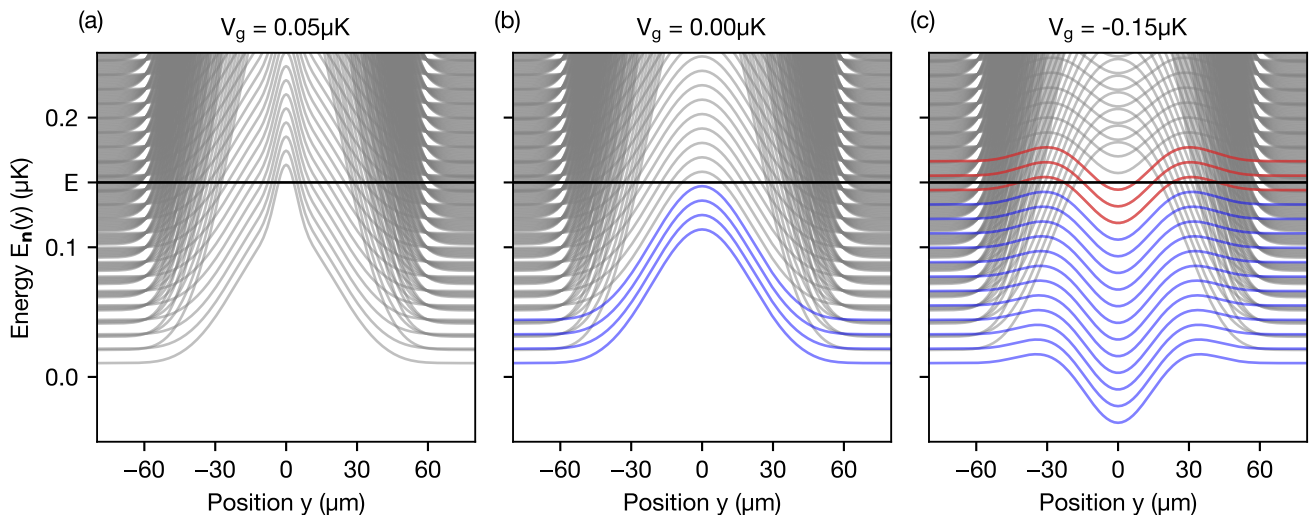 (a) V_g = 0.05µK
(b) V_g = 0.00µK
(c) V_g = -0.15µK
Energy E_n(y) (µK)
0.2
E
0.1
0.0
−60 −30 0 30 60
−60 −30 0 30 60
−60 −30 0 30 60
Position y (µm)
Position y (µm)
Position y (µm)